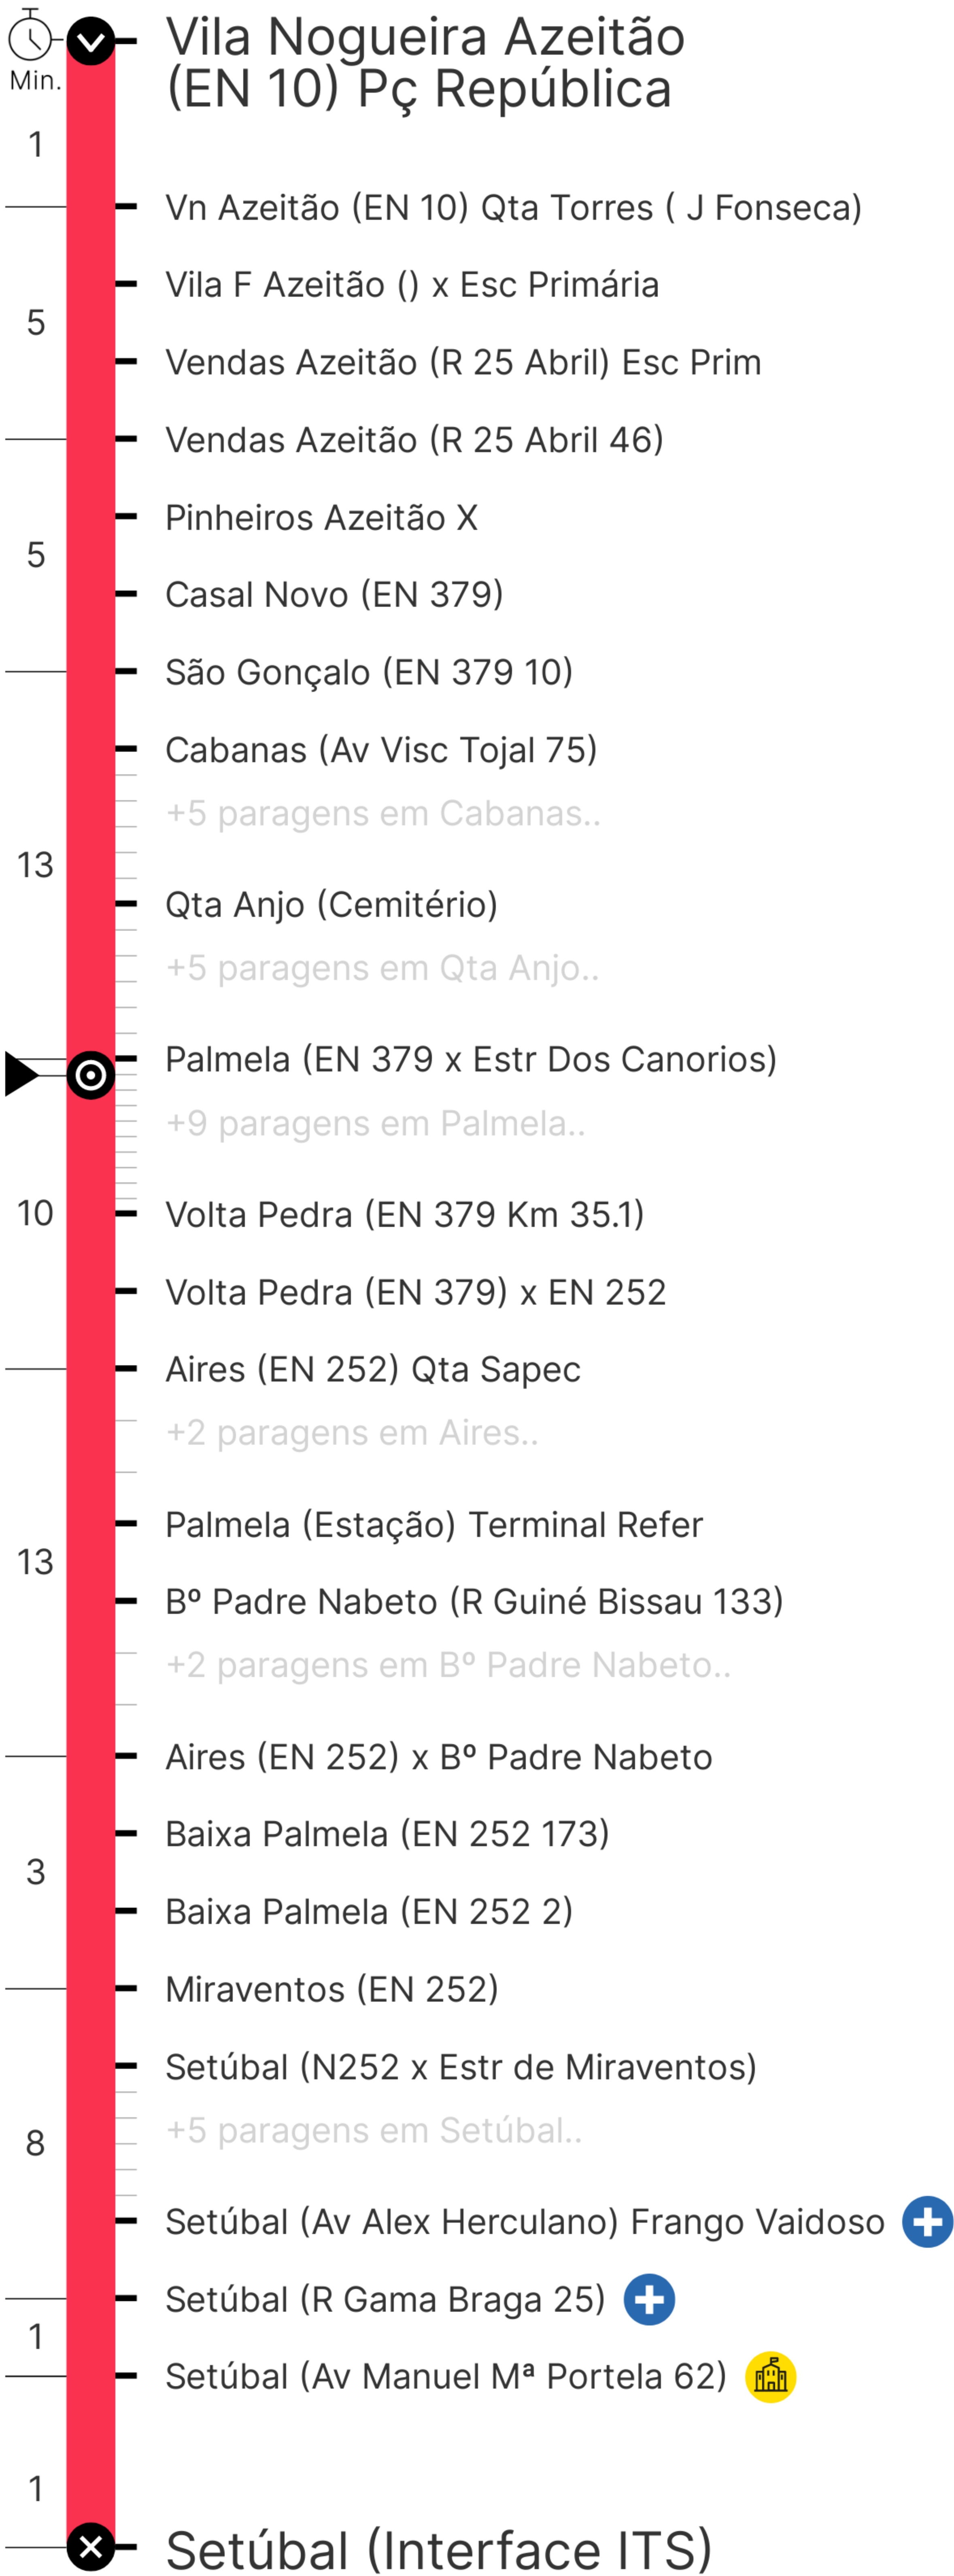 Min.
Vila Nogueira Azeitão
(EN 10) Pç República
1
Vn Azeitão (EN 10) Qta Torres ( J Fonseca)
Vila F Azeitão () x Esc Primária
5
Vendas Azeitão (R 25 Abril) Esc Prim
Vendas Azeitão (R 25 Abril 46)
Pinheiros Azeitão X
5
Casal Novo (EN 379)
São Gonçalo (EN 379 10)
Cabanas (Av Visc Tojal 75)
+5 paragens em Cabanas..
13
Qta Anjo (Cemitério)
+5 paragens em Qta Anjo..
Palmela (EN 379 x Estr Dos Canorios)
+9 paragens em Palmela..
10
Volta Pedra (EN 379 Km 35.1)
Volta Pedra (EN 379) x EN 252
Aires (EN 252) Qta Sapec
+2 paragens em Aires..
Palmela (Estação) Terminal Refer
13
Bº Padre Nabeto (R Guiné Bissau 133)
+2 paragens em Bº Padre Nabeto..
Aires (EN 252) x Bº Padre Nabeto
Baixa Palmela (EN 252 173)
3
Baixa Palmela (EN 252 2)
Miraventos (EN 252)
Setúbal (N252 x Estr de Miraventos)
+5 paragens em Setúbal..
8
Setúbal (Av Alex Herculano) Frango Vaidoso
Setúbal (R Gama Braga 25)
1
Setúbal (Av Manuel Mª Portela 62)
1
Setúbal (Interface ITS)